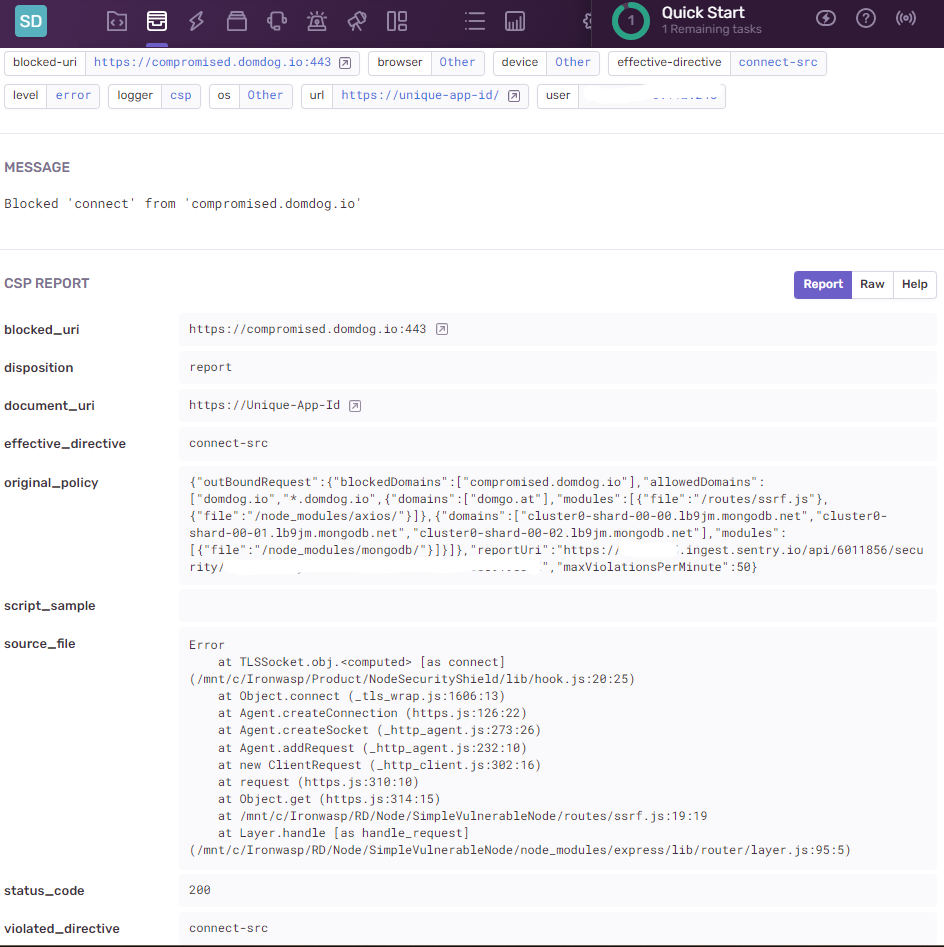 SD
1
Quick Start
1 Remaining tasks
blocked-uri https://compromised.domdog.io:443 browser Other device Other effective-directive connect-src
level error logger csp os Other url https://unique-app-id/ user
MESSAGE
Blocked 'connect' from 'compromised.domdog.io'
CSP REPORT
Report Raw Help
blocked_uri https://compromised.domdog.io:443
disposition report
document_uri https://Unique-App-Id
effective_directive connect-src
original_policy {"outBoundRequest":{"blockedDomains":["compromised.domdog.io"],"allowedDomains":
["domdog.io","*.domdog.io",{"domains":["domgo.at"],"modules":[{"file":"/routes/ssrf.js"},
{"file":"/node_modules/axios/"}]},{"domains":["cluster0-shard-00-00.lb9jm.mongodb.net","cluster0-
shard-00-01.lb9jm.mongodb.net","cluster0-shard-00-02.lb9jm.mongodb.net"],"modules":
[{"file":"/node_modules/mongodb/"}]}]},"reportUri":"https:// .ingest.sentry.io/api/6011856/secu
rity/ ","maxViolationsPerMinute":50}
script_sample
source_file Error
at TLSSocket.obj.<computed> [as connect]
(/mnt/c/Ironwasp/Product/NodeSecurityShield/lib/hook.js:20:25)
at Object.connect (_tls_wrap.js:1606:13)
at Agent.createConnection (https.js:126:22)
at Agent.createSocket (_http_agent.js:273:26)
at Agent.addRequest (_http_agent.js:232:10)
at new ClientRequest (_http_client.js:302:16)
at request (https.js:310:10)
at Object.get (https.js:314:15)
at /mnt/c/Ironwasp/RD/Node/SimpleVulnerableNode/routes/ssrf.js:19:19
at Layer.handle [as handle_request]
(/mnt/c/Ironwasp/RD/Node/SimpleVulnerableNode/node_modules/express/lib/router/layer.js:95:5)
status_code 200
violated_directive connect-src